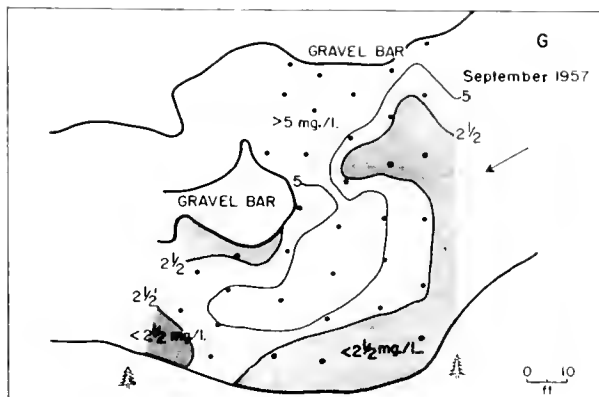 G
GRAVEL BAR
September 1957
5
>5 mg./l.
2½
5
GRAVEL BAR
2½
2½
<2½ mg./l.
<2½ mg./l.
0 10
ft